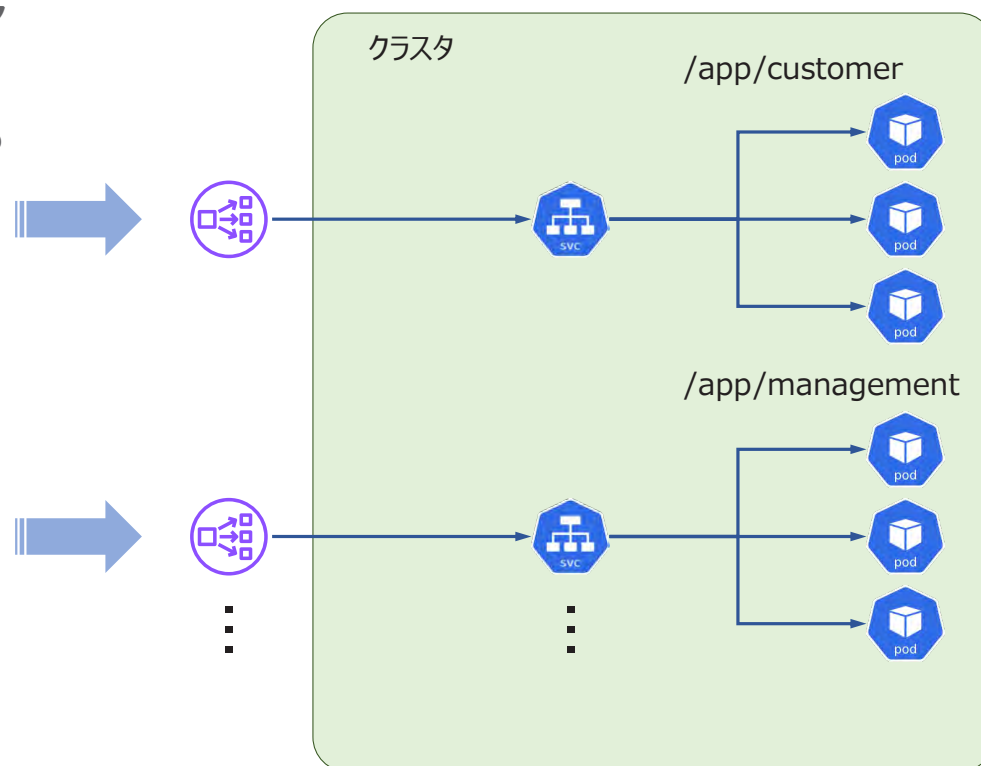 クラスタ
/app/customer
pod
pod
svc
pod
/app/management
pod
pod
svc
pod